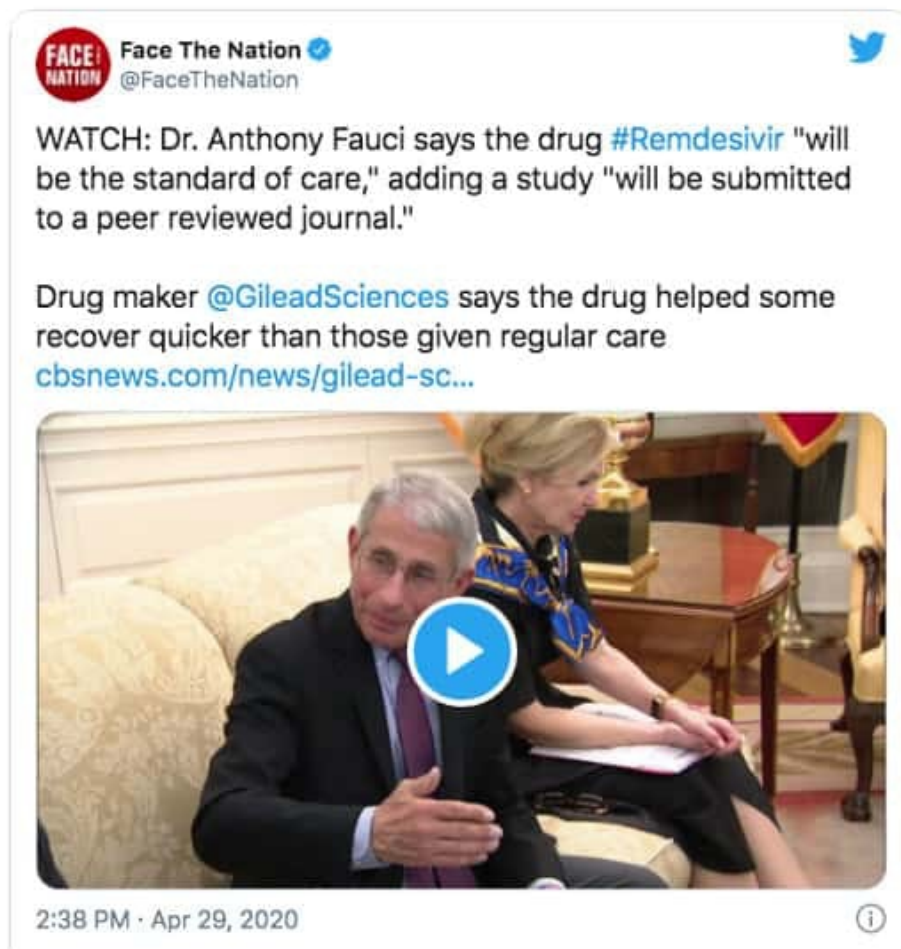 FACE THE
NATION
Face The Nation
@FaceTheNation
WATCH: Dr. Anthony Fauci says the drug #Remdesivir "will
be the standard of care," adding a study "will be submitted
to a peer reviewed journal."
Drug maker @GileadSciences says the drug helped some
recover quicker than those given regular care
cbsnews.com/news/gilead-sc...
2:38 PM · Apr 29, 2020